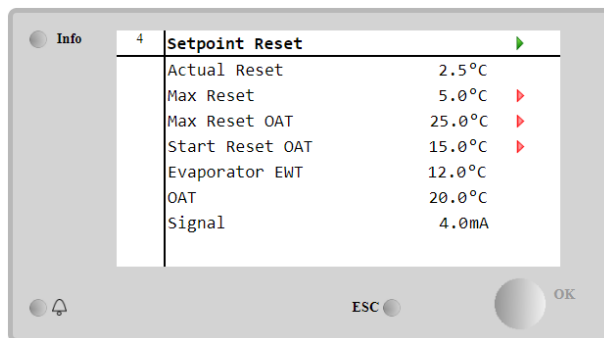 Info
4 Setpoint Reset
Actual Reset 2.5°C
Max Reset 5.0°C
Max Reset OAT 25.0°C
Start Reset OAT 15.0°C
Evaporator EWT 12.0°C
OAT 20.0°C
Signal 4.0mA
ESC
OK